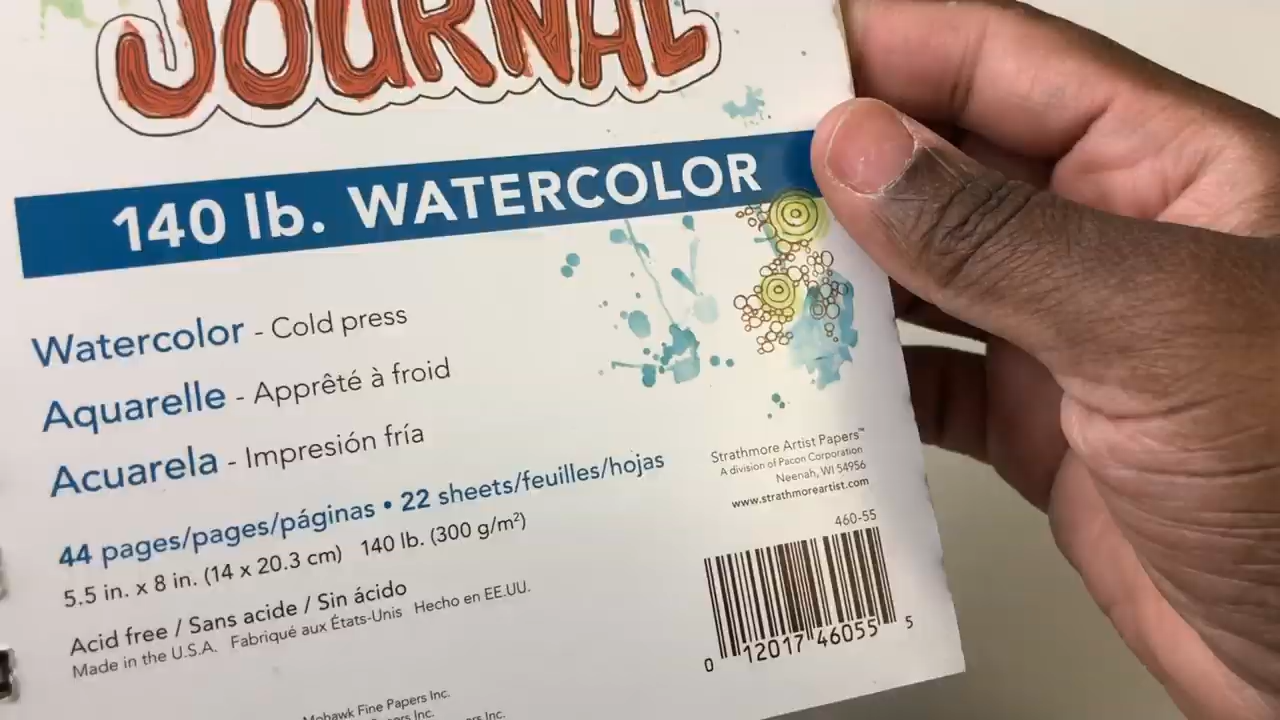 JOURNAL
140 lb. WATERCOLOR
Watercolor - Cold press
Aquarelle - Apprêté à froid
Acuarela - Impresión fría
44 pages/pages/páginas • 22 sheets/feuilles/hojas
5.5 in. x 8 in. (14 x 20.3 cm) 140 lb. (300 g/m²)
Acid free / Sans acide / Sin ácido
Made in the U.S.A. Fabriqué aux États-Unis Hecho en EE.UU.
Strathmore Artist Papers™
A division of Pacon Corporation
Neenah, WI 54956
www.strathmoreartist.com
460-55
0 12017 46055 5
Mohawk Fine Papers Inc.
Inc.
Inc.